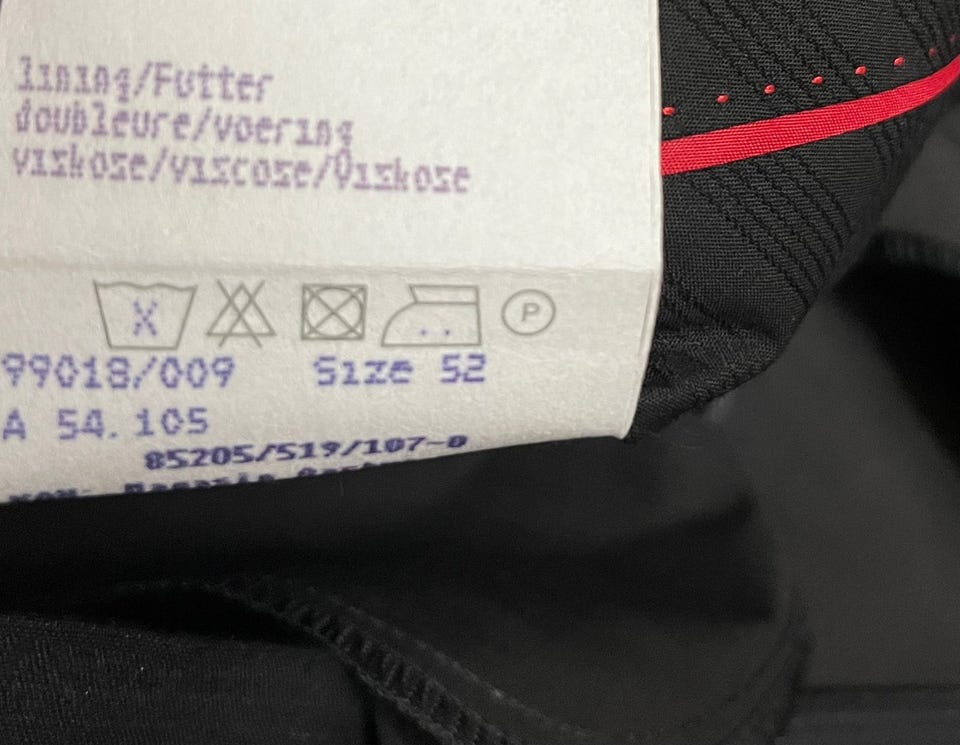 lining/Futter
doubleure/voering
viskose/viscose/Viskose
X
P
99018/009 Size 52
A 54.105
85205/519/107-0